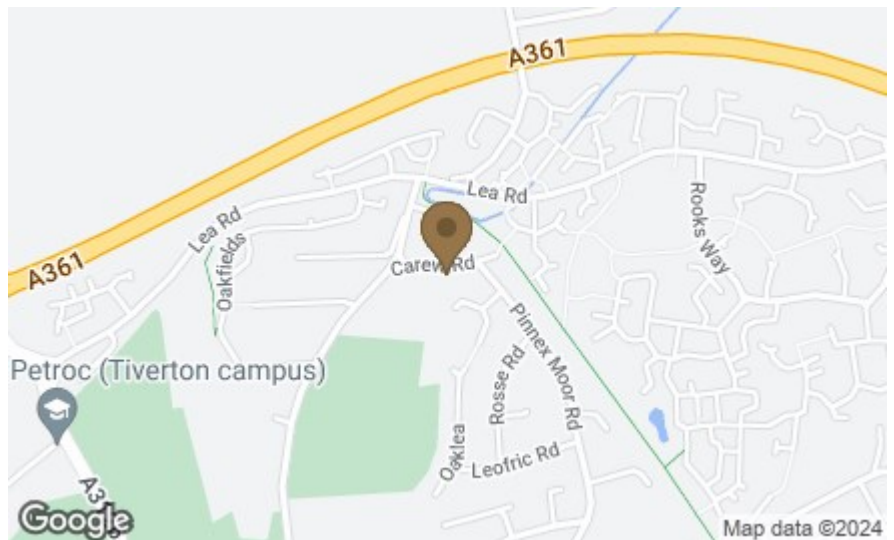 A361
Lea Rd
Rooks Way
Lea Rd
Oakfields
Carew Rd
A361
Pinnex Moor Rd
Petroc (Tiverton campus)
Rosse Rd
Oaklea
Leofric Rd
Google
Map data ©2024